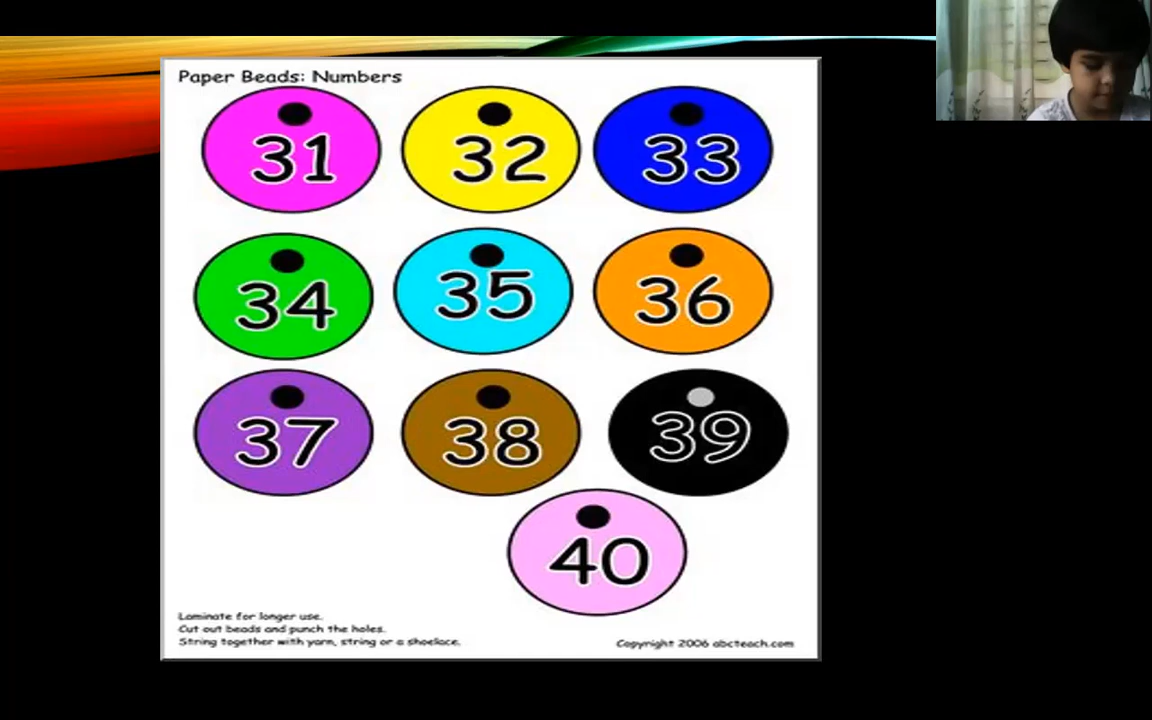 Paper Beads: Numbers
31 32 33
34 35 36
37 38 39
40
Laminate for longer use.
Cut out beads and punch the holes.
String together with yarn, string or a shoelace.
Copyright 2006 abcteach.com